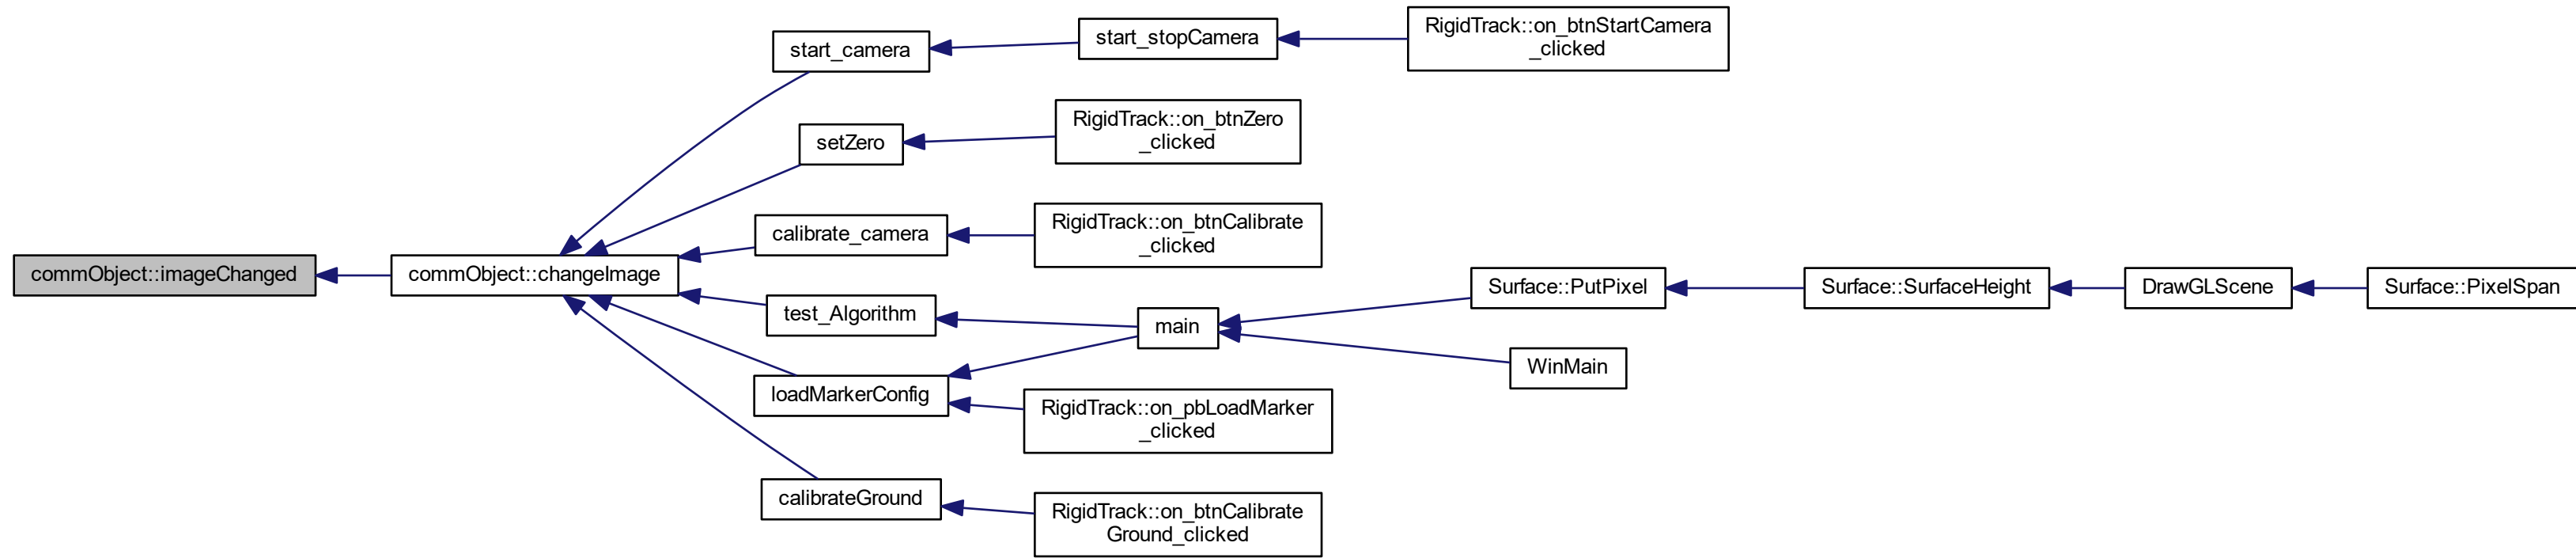 commObject::imageChanged
commObject::changeImage
start_camera
start_stopCamera
RigidTrack::on_btnStartCamera
_clicked
setZero
RigidTrack::on_btnZero
_clicked
calibrate_camera
RigidTrack::on_btnCalibrate
_clicked
test_Algorithm
main
Surface::PutPixel
Surface::SurfaceHeight
DrawGLScene
Surface::PixelSpan
WinMain
loadMarkerConfig
RigidTrack::on_pbLoadMarker
_clicked
calibrateGround
RigidTrack::on_btnCalibrate
Ground_clicked